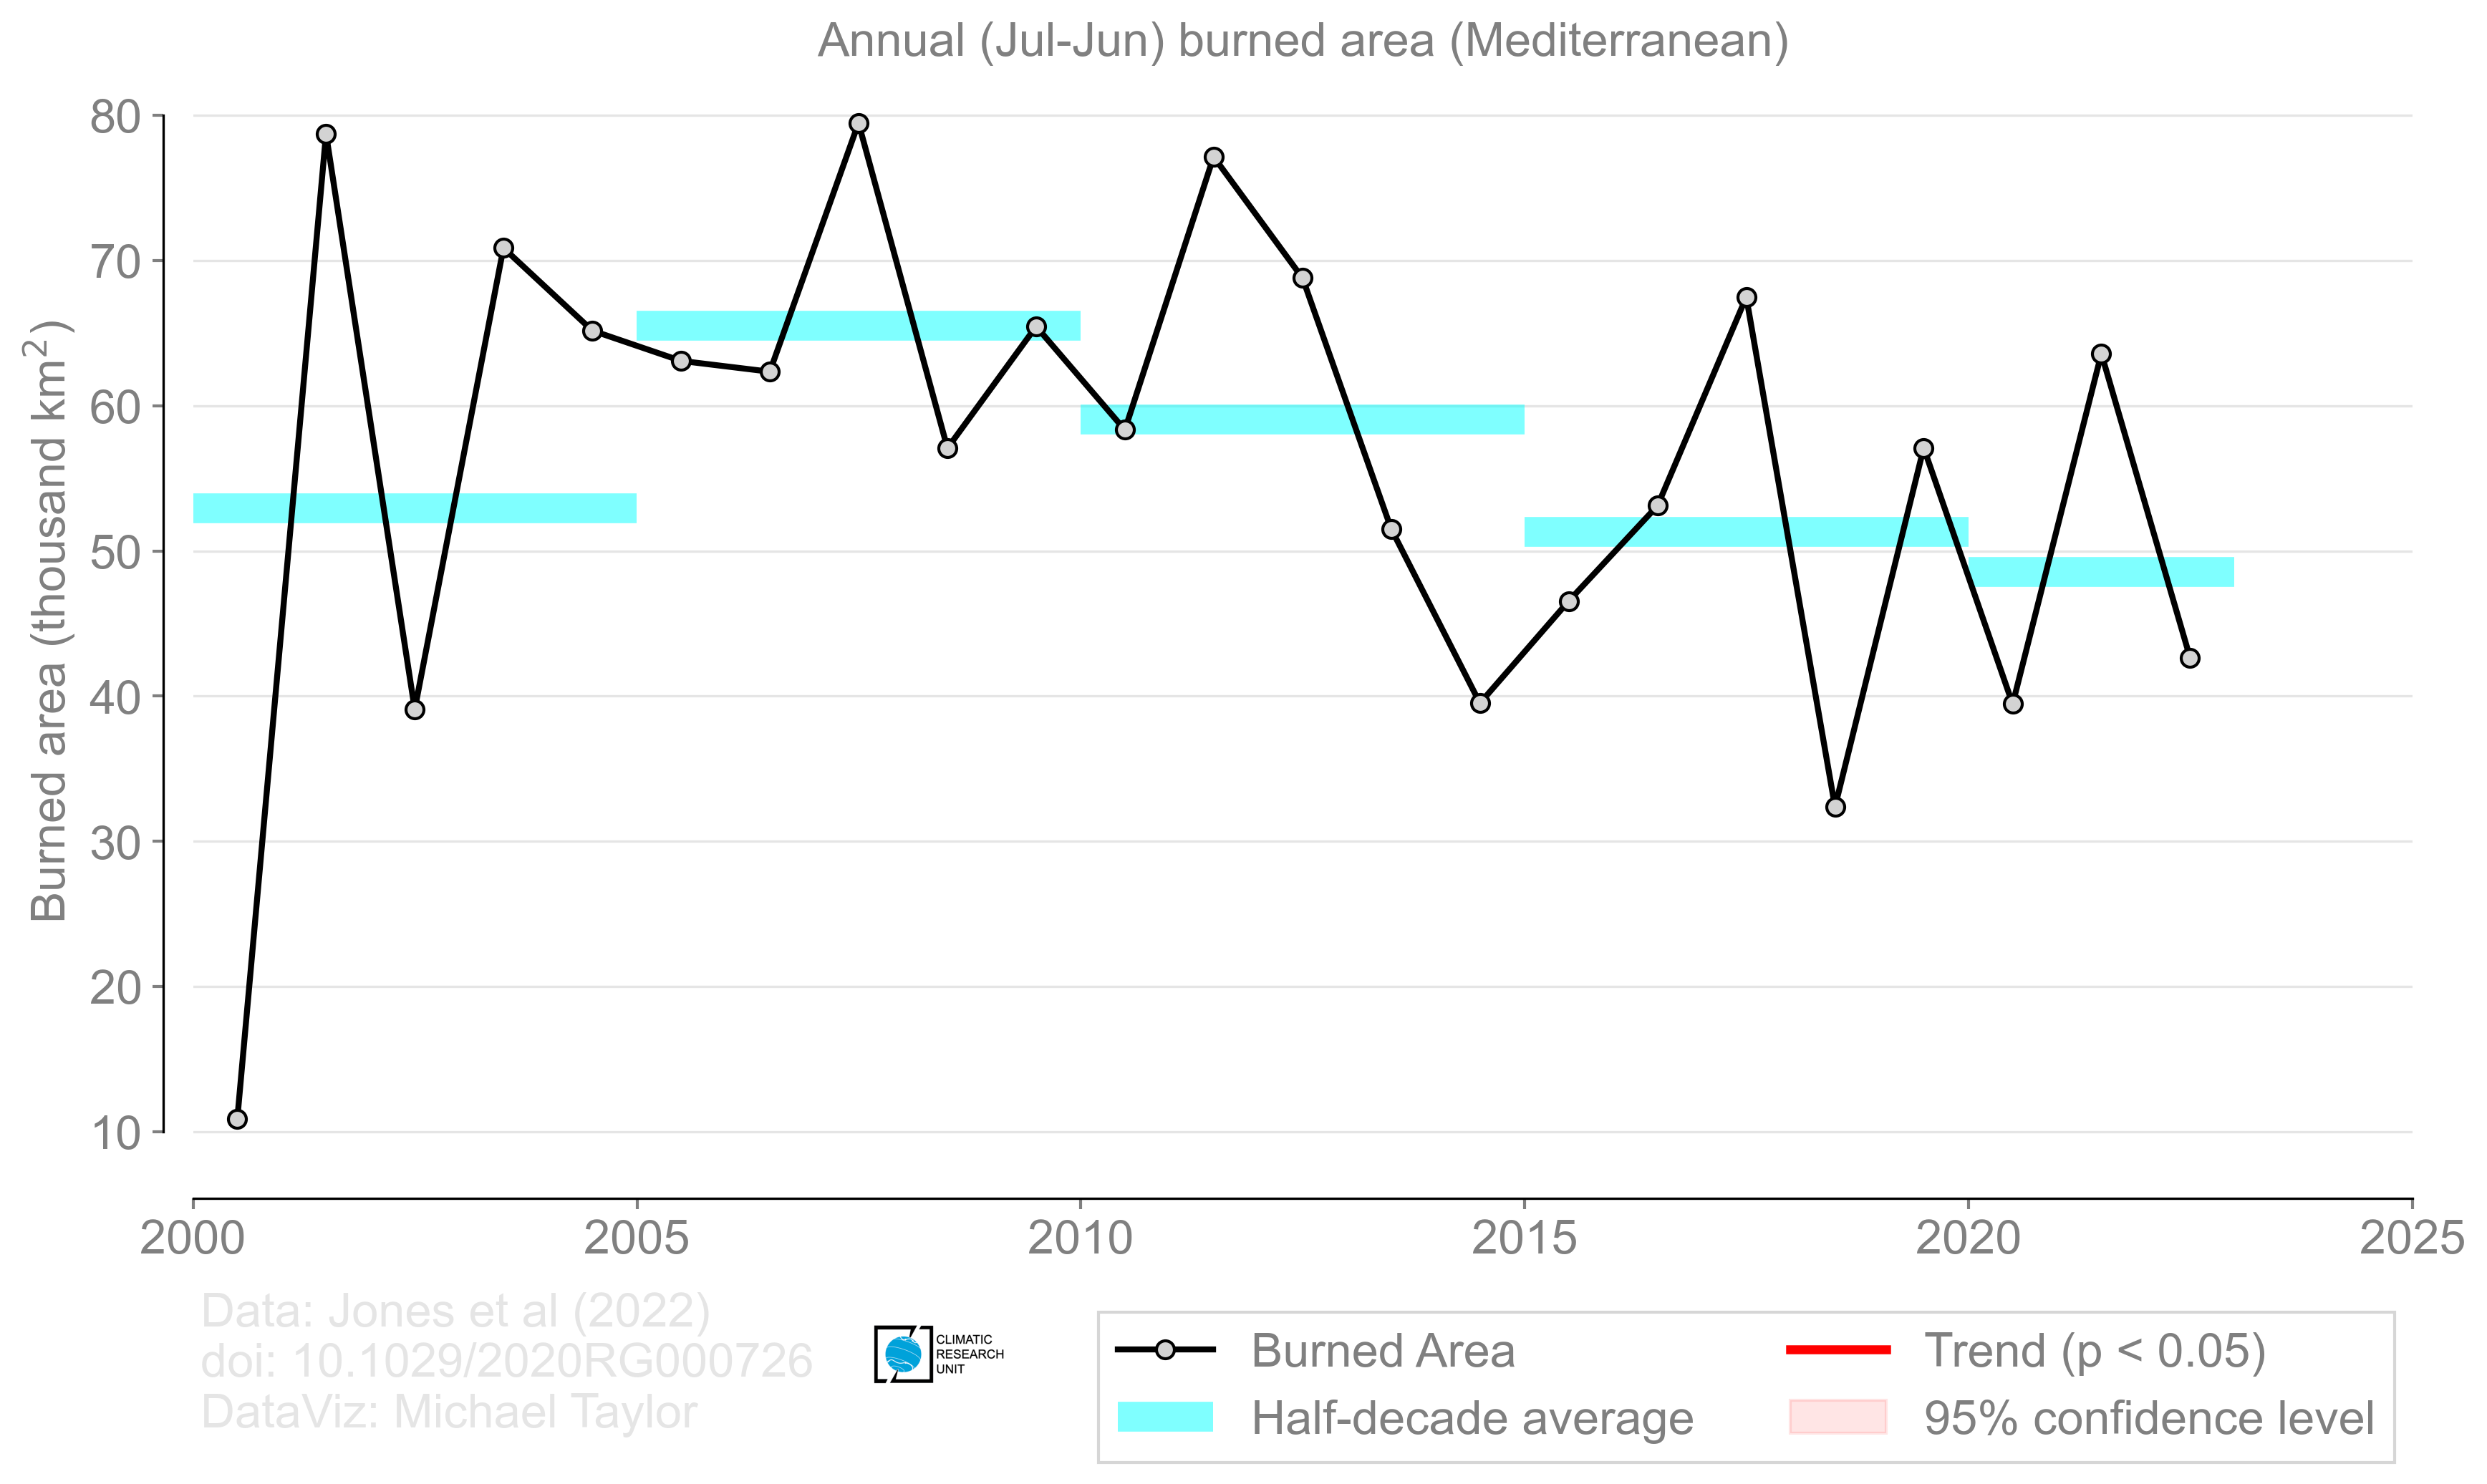 Annual (Jul-Jun) burned area (Mediterranean)
Burned area (thousand km²)
80
70
60
50
40
30
20
10
2000 2005 2010 2015 2020 2025
Data: Jones et al (2022)
doi: 10.1029/2020RG000726
DataViz: Michael Taylor
CLIMATIC
RESEARCH
UNIT
Burned Area
Half-decade average
Trend (p < 0.05)
95% confidence level